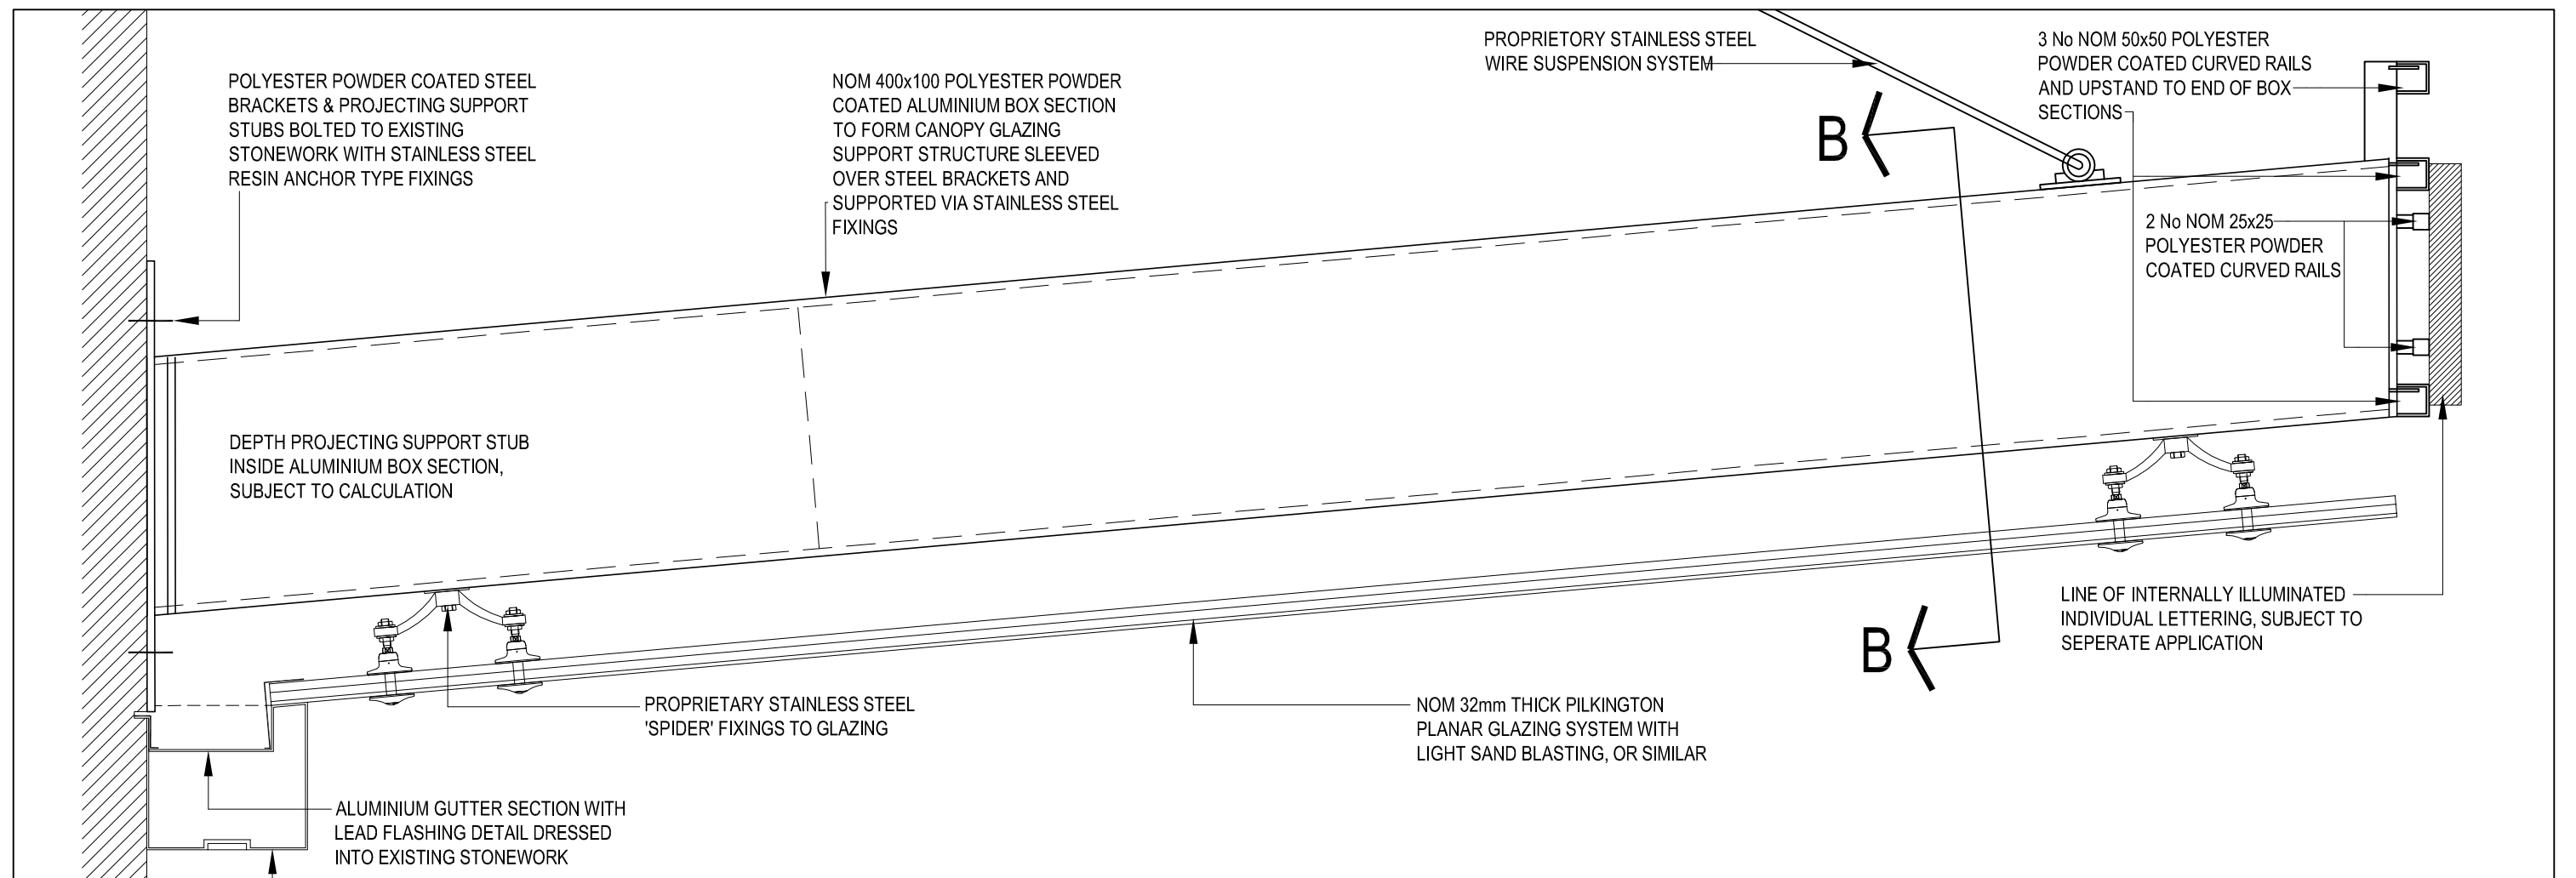 POLYESTER POWDER COATED STEEL
BRACKETS & PROJECTING SUPPORT
STUBS BOLTED TO EXISTING
STONEWORK WITH STAINLESS STEEL
RESIN ANCHOR TYPE FIXINGS
NOM 400x100 POLYESTER POWDER
COATED ALUMINIUM BOX SECTION
TO FORM CANOPY GLAZING
SUPPORT STRUCTURE SLEEVED
OVER STEEL BRACKETS AND
SUPPORTED VIA STAINLESS STEEL
FIXINGS
PROPRIETORY STAINLESS STEEL
WIRE SUSPENSION SYSTEM
3 No NOM 50x50 POLYESTER
POWDER COATED CURVED RAILS
AND UPSTAND TO END OF BOX
SECTIONS
B
2 No NOM 25x25
POLYESTER POWDER
COATED CURVED RAILS
DEPTH PROJECTING SUPPORT STUB
INSIDE ALUMINIUM BOX SECTION,
SUBJECT TO CALCULATION
LINE OF INTERNALLY ILLUMINATED
INDIVIDUAL LETTERING, SUBJECT TO
SEPERATE APPLICATION
B
PROPRIETARY STAINLESS STEEL
'SPIDER' FIXINGS TO GLAZING
NOM 32mm THICK PILKINGTON
PLANAR GLAZING SYSTEM WITH
LIGHT SAND BLASTING, OR SIMILAR
ALUMINIUM GUTTER SECTION WITH
LEAD FLASHING DETAIL DRESSED
INTO EXISTING STONEWORK